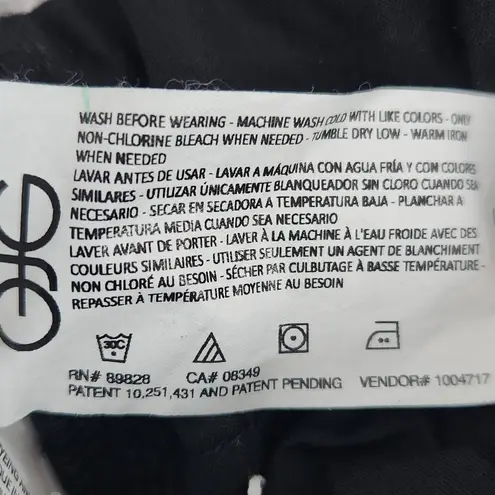 WASH BEFORE WEARING - MACHINE WASH COLD WITH LIKE COLORS - ONLY
NON-CHLORINE BLEACH WHEN NEEDED - TUMBLE DRY LOW - WARM IRON
WHEN NEEDED
LAVAR ANTES DE USAR - LAVAR A MÁQUINA CON AGUA FRÍA Y CON COLORES
SIMILARES - UTILIZAR ÚNICAMENTE BLANQUEADOR SIN CLORO CUANDO SEA
NECESARIO - SECAR EN SECADORA A TEMPERATURA BAJA - PLANCHAR A
TEMPERATURA MEDIA CUANDO SEA NECESARIO
LAVER AVANT DE PORTER - LAVER À LA MACHINE À L'EAU FROIDE AVEC DES
COULEURS SIMILAIRES - UTILISER SEULEMENT UN AGENT DE BLANCHIMENT
NON CHLORÉ AU BESOIN - SÉCHER PAR CULBUTAGE À BASSE TEMPÉRATURE -
REPASSER À TEMPÉRATURE MOYENNE AU BESOIN
30C
RN# 89828 CA# 08349
PATENT 10,251,431 AND PATENT PENDING VENDOR# 1004717